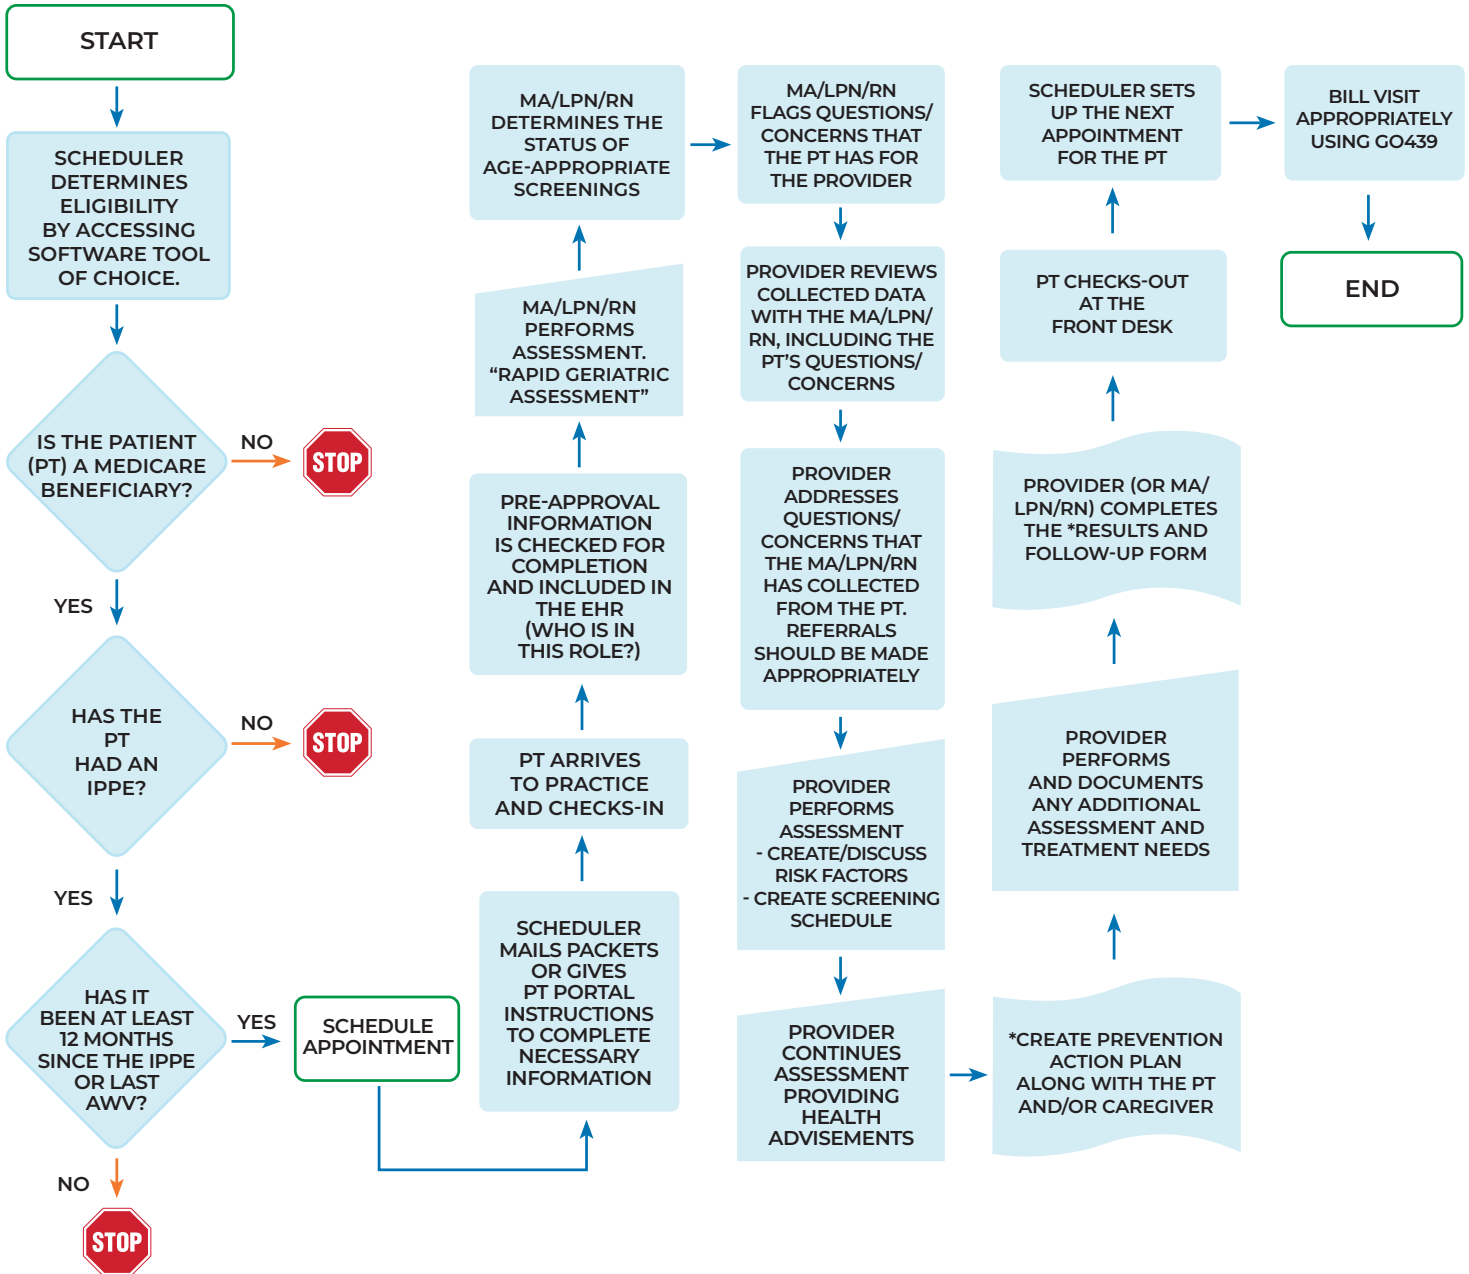 START
SCHEDULER
DETERMINES
ELIGIBILITY
BY ACCESSING
SOFTWARE TOOL
OF CHOICE.
IS THE PATIENT
(PT) A MEDICARE
BENEFICIARY?
NO
STOP
YES
HAS THE
PT
HAD AN
IPPE?
NO
STOP
YES
HAS IT
BEEN AT LEAST
12 MONTHS
SINCE THE IPPE
OR LAST
AWV?
NO
STOP
YES
SCHEDULE
APPOINTMENT
SCHEDULER
MAILS PACKETS
OR GIVES
PT PORTAL
INSTRUCTIONS
TO COMPLETE
NECESSARY
INFORMATION
PT ARRIVES
TO PRACTICE
AND CHECKS-IN
PRE-APPROVAL
INFORMATION
IS CHECKED FOR
COMPLETION
AND INCLUDED IN
THE EHR
(WHO IS IN
THIS ROLE?)
MA/LPN/RN
PERFORMS
ASSESSMENT.
“RAPID GERIATRIC
ASSESSMENT”
MA/LPN/RN
DETERMINES THE
STATUS OF
AGE-APPROPRIATE
SCREENINGS
MA/LPN/RN
FLAGS QUESTIONS/
CONCERNS THAT
THE PT HAS FOR
THE PROVIDER
PROVIDER REVIEWS
COLLECTED DATA
WITH THE MA/LPN/
RN, INCLUDING THE
PT’S QUESTIONS/
CONCERNS
PROVIDER
ADDRESSES
QUESTIONS/
CONCERNS THAT
THE MA/LPN/RN
HAS COLLECTED
FROM THE PT.
REFERRALS
SHOULD BE MADE
APPROPRIATELY
PROVIDER
PERFORMS
ASSESSMENT
- CREATE/DISCUSS
RISK FACTORS
- CREATE SCREENING
SCHEDULE
PROVIDER
CONTINUES
ASSESSMENT
PROVIDING
HEALTH
ADVISEMENTS
*CREATE PREVENTION
ACTION PLAN
ALONG WITH THE PT
AND/OR CAREGIVER
PROVIDER
PERFORMS
AND DOCUMENTS
ANY ADDITIONAL
ASSESSMENT AND
TREATMENT NEEDS
PROVIDER (OR MA/
LPN/RN) COMPLETES
THE *RESULTS AND
FOLLOW-UP FORM
PT CHECKS-OUT
AT THE
FRONT DESK
SCHEDULER SETS
UP THE NEXT
APPOINTMENT
FOR THE PT
BILL VISIT
APPROPRIATELY
USING GO439
END